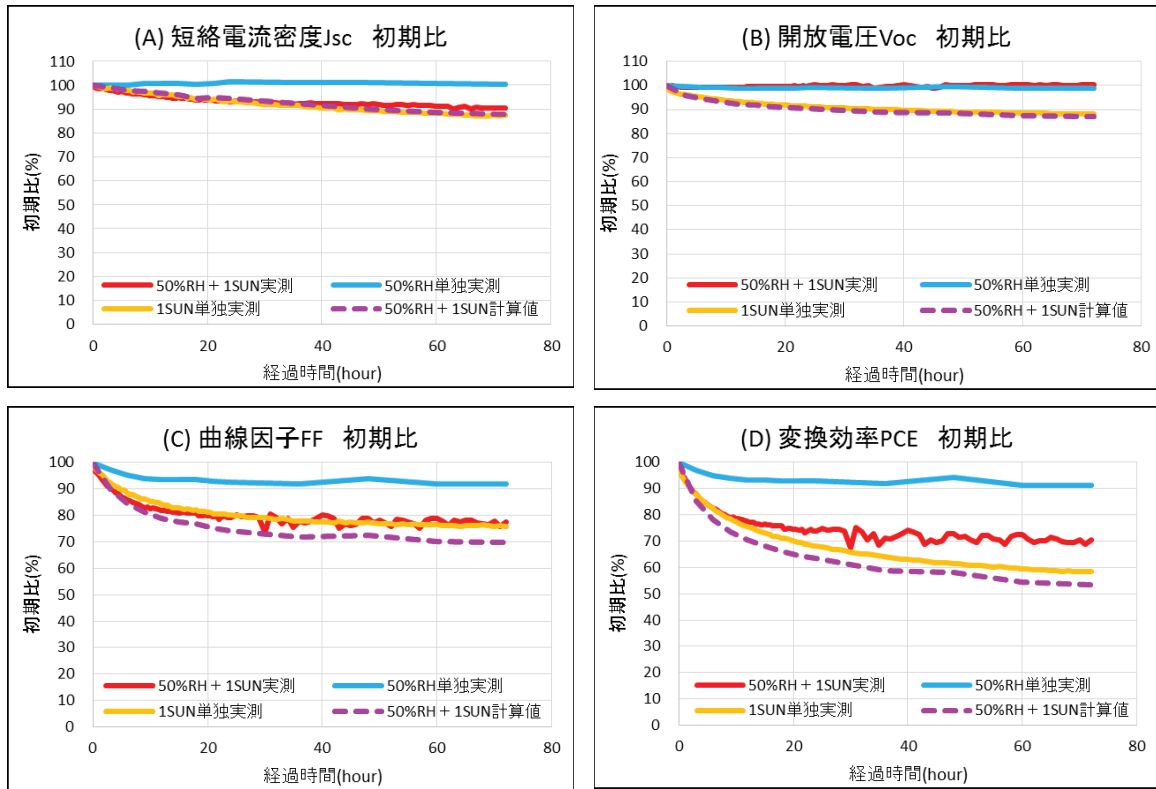 (A) 短絡電流密度Jsc 初期比
110
100
90
80
70
60
50
40
30
20
10
0
初期比(%)
50%RH＋1SUN実測
50%RH単独実測
1SUN単独実測
50%RH＋1SUN計算値
0 20 40 60 80
経過時間(hour)
(B) 開放電圧Voc 初期比
110
100
90
80
70
60
50
40
30
20
10
0
初期比(%)
50%RH＋1SUN実測
50%RH単独実測
1SUN単独実測
50%RH＋1SUN計算値
0 20 40 60 80
経過時間(hour)
(C) 曲線因子FF 初期比
100
90
80
70
60
50
40
30
20
10
0
初期比(%)
50%RH＋1SUN実測
50%RH単独実測
1SUN単独実測
50%RH＋1SUN計算値
0 20 40 60 80
経過時間(hour)
(D) 変換効率PCE 初期比
100
90
80
70
60
50
40
30
20
10
0
初期比(%)
50%RH＋1SUN実測
50%RH単独実測
1SUN単独実測
50%RH＋1SUN計算値
0 20 40 60 80
経過時間(hour)